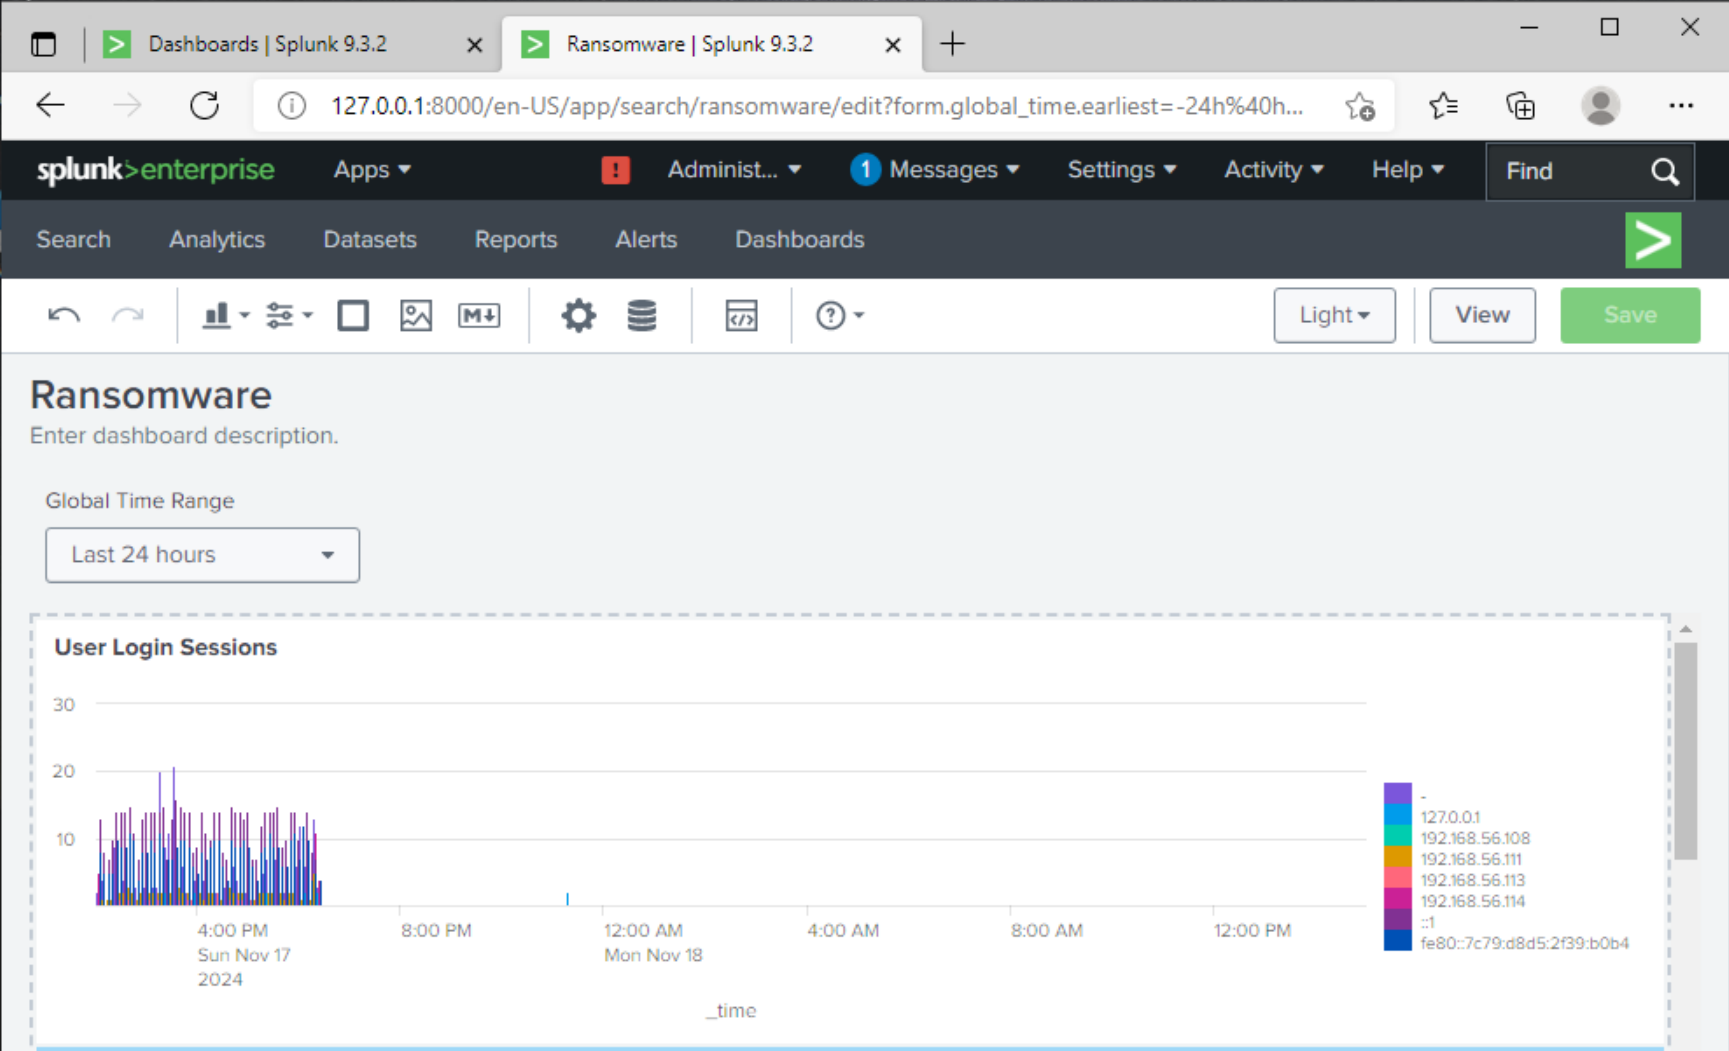 Dashboards | Splunk 9.3.2
Ransomware | Splunk 9.3.2
127.0.0.1:8000/en-US/app/search/ransomware/edit?form.global_time.earliest=-24h%40h...
splunk>enterprise Apps ! Administ... 1 Messages Settings Activity Help Find
Search Analytics Datasets Reports Alerts Dashboards
M ? Light View Save
Ransomware
Enter dashboard description.
Global Time Range
Last 24 hours
User Login Sessions
30
20
10
4:00 PM 8:00 PM 12:00 AM 4:00 AM 8:00 AM 12:00 PM
Sun Nov 17 Mon Nov 18
2024
_time
-
127.0.0.1
192.168.56.108
192.168.56.111
192.168.56.113
192.168.56.114
::1
fe80::7c79:d8d5:2f39:b0b4